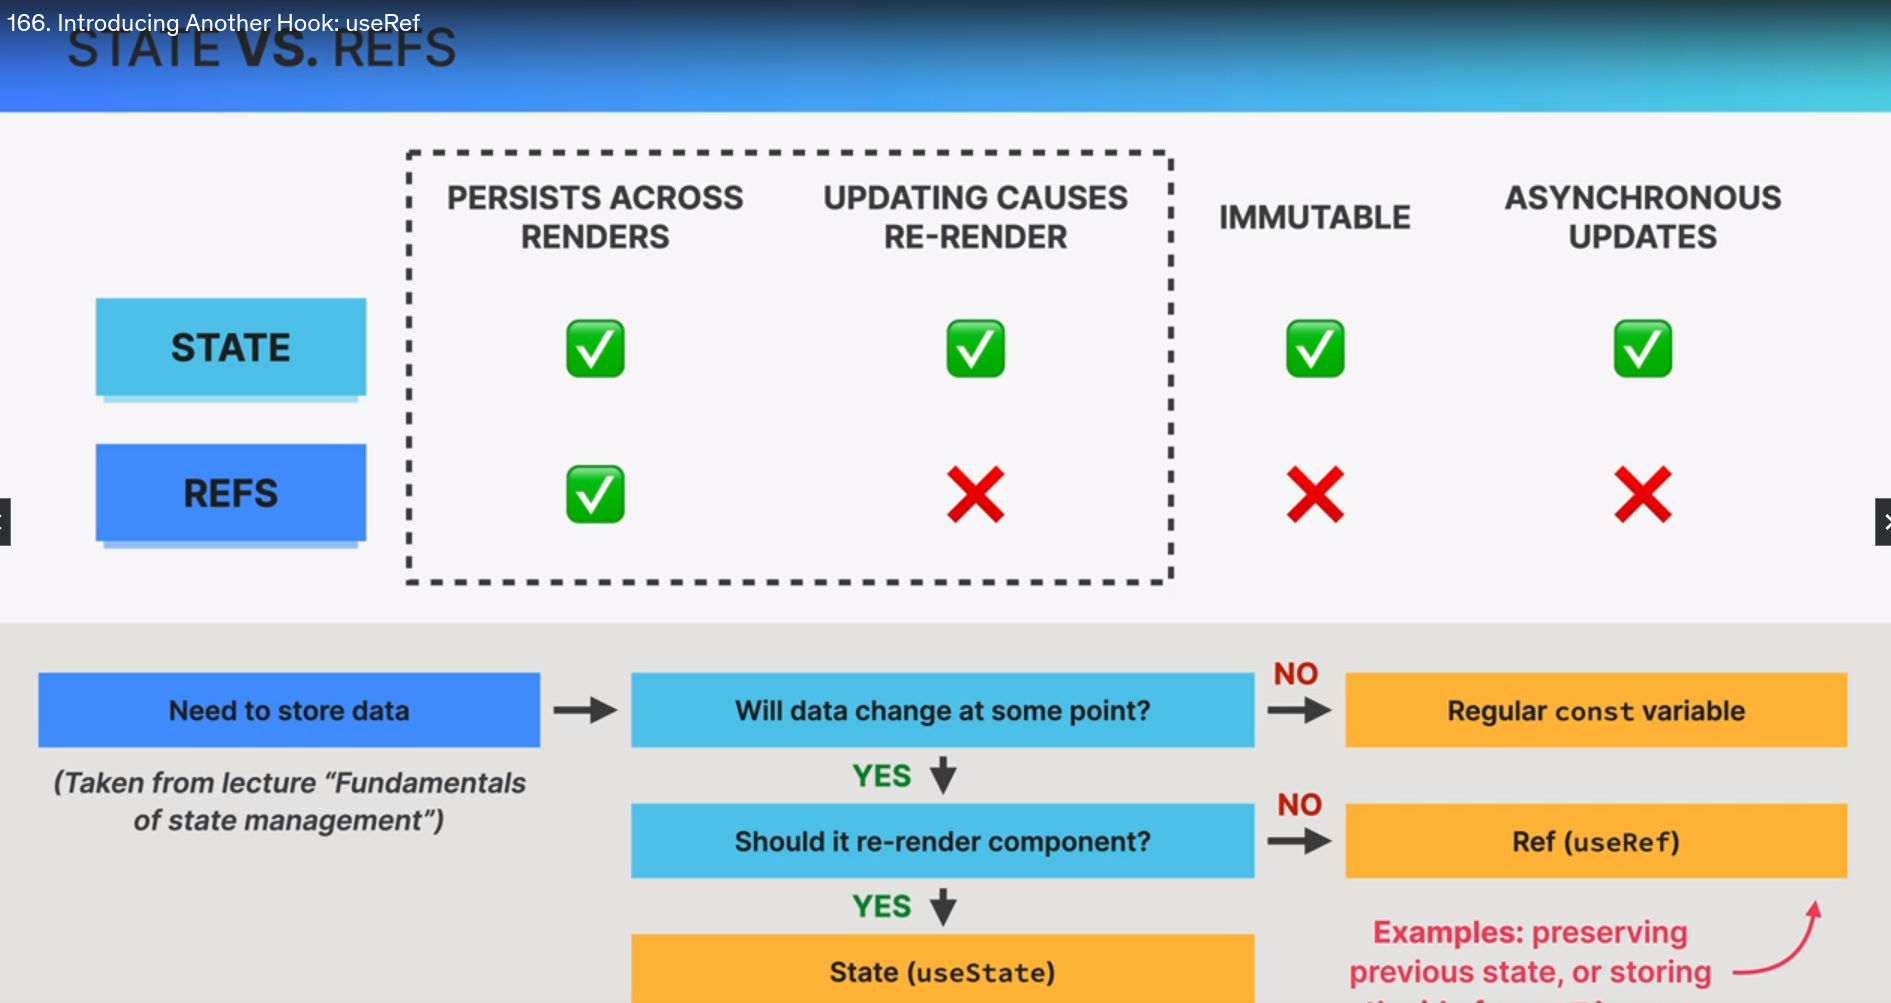 166. Introducing Another Hook: useRef
STATE VS. REFS
PERSISTS ACROSS
RENDERS
UPDATING CAUSES
RE-RENDER
IMMUTABLE
ASYNCHRONOUS
UPDATES
STATE
REFS
Need to store data
(Taken from lecture “Fundamentals
of state management”)
Will data change at some point?
NO
Regular const variable
YES
Should it re-render component?
NO
Ref (useRef)
YES
State (useState)
Examples: preserving
previous state, or storing